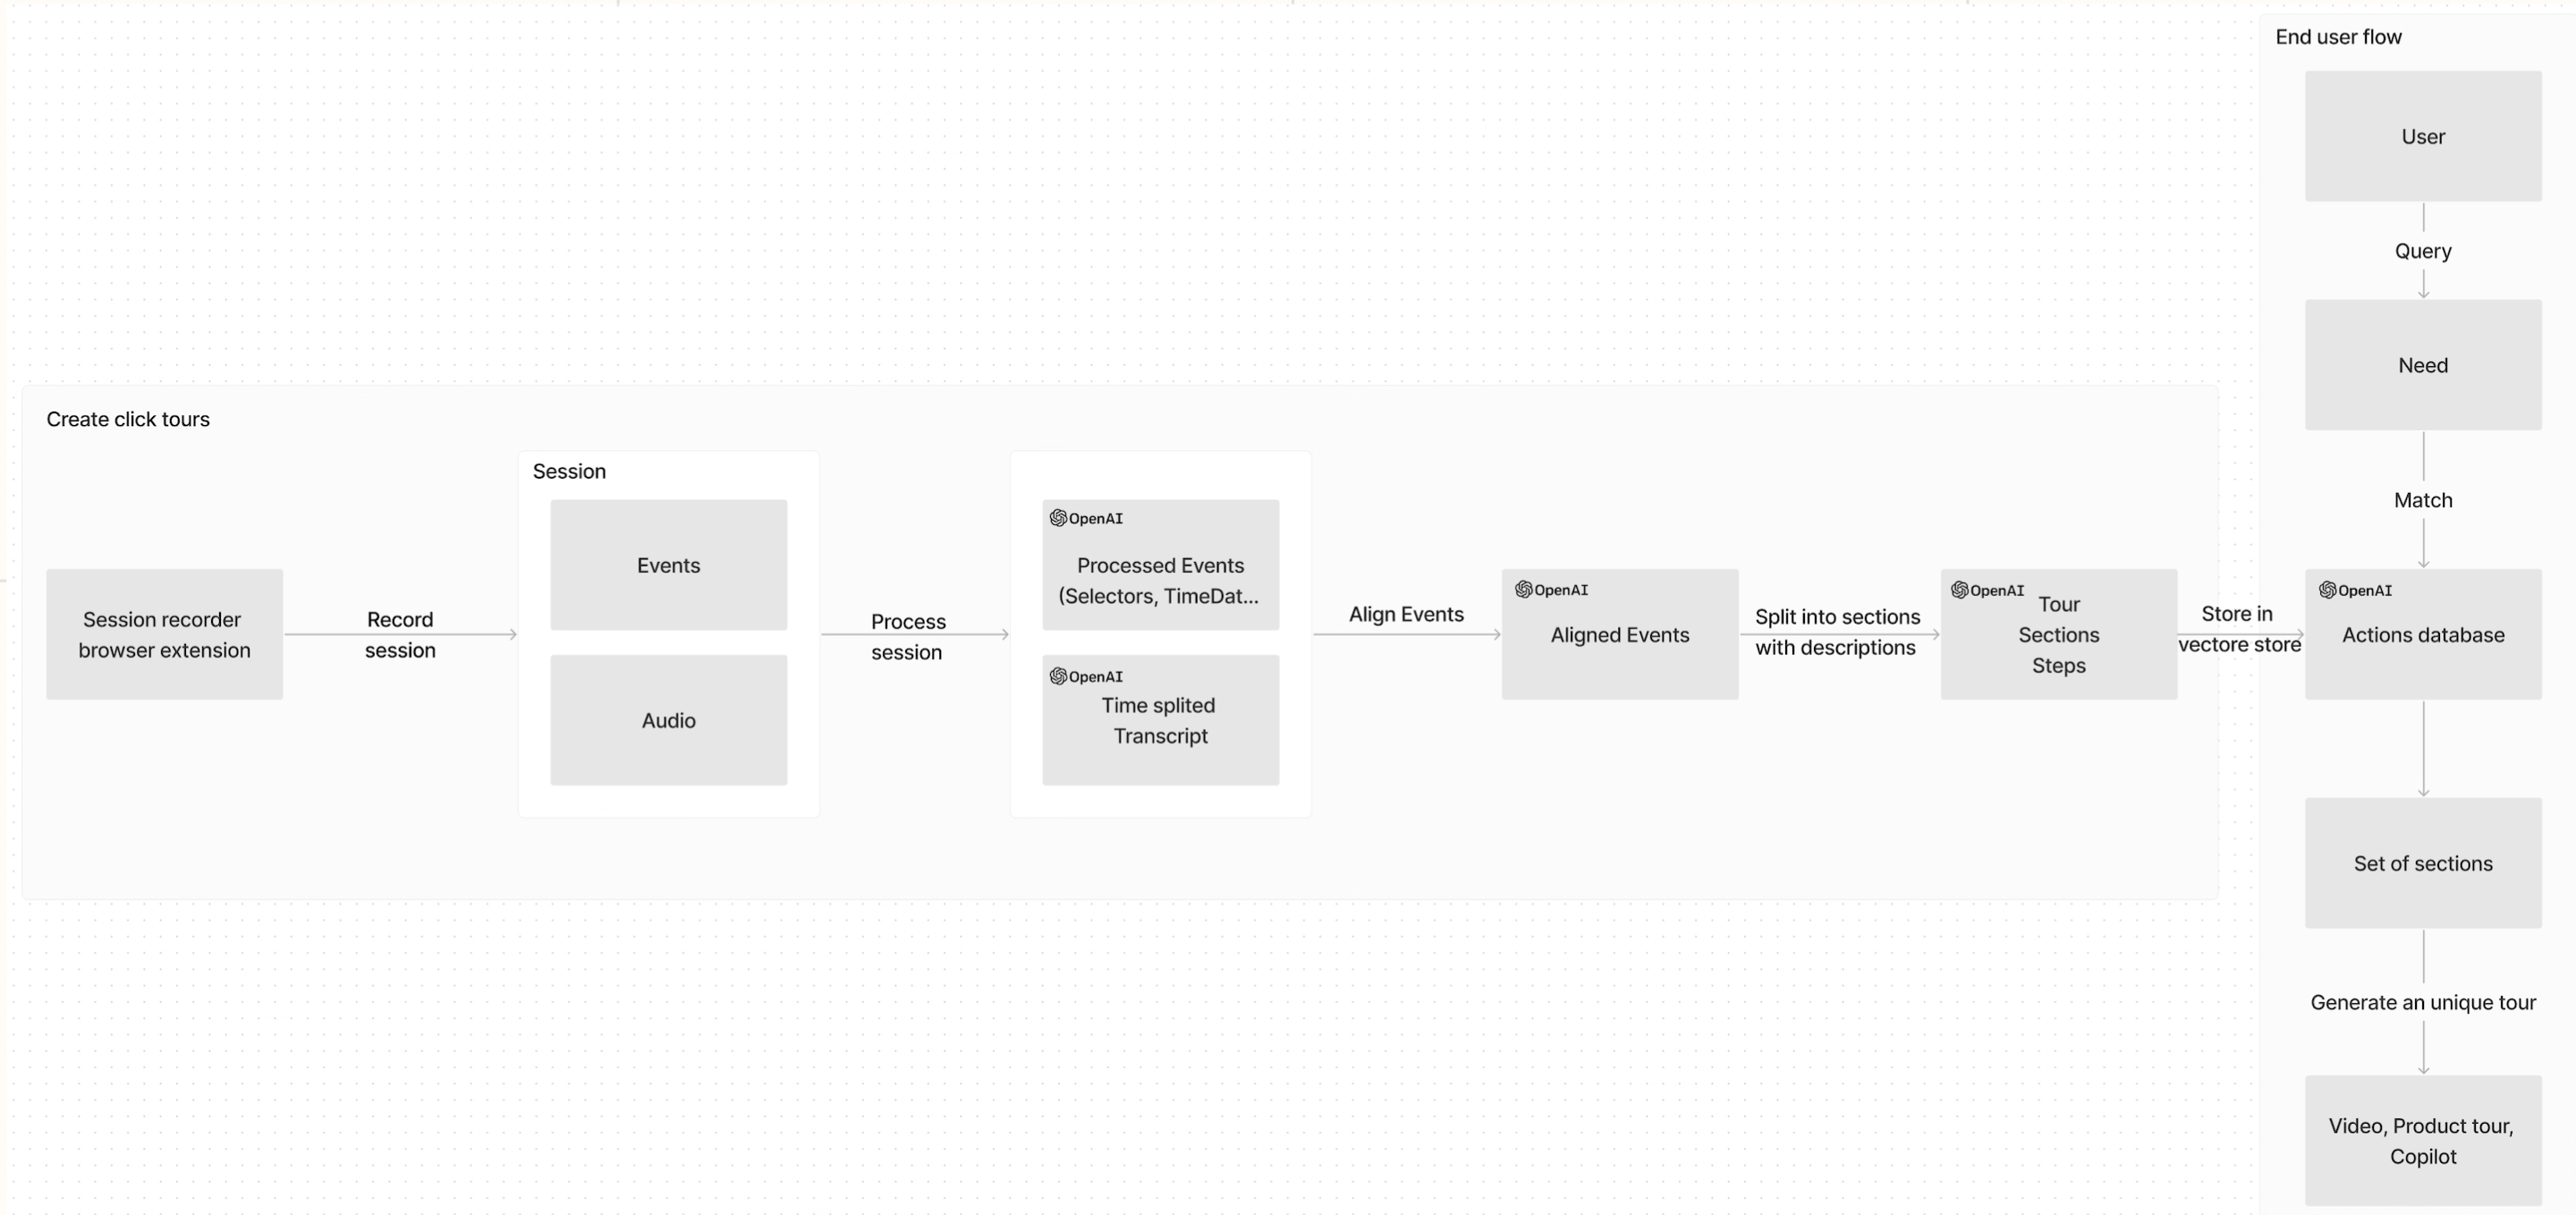 End user flow
User
Query
Need
Match
Create click tours
Session recorder
browser extension
Record
session
Session
Events
Audio
Process
session
OpenAI
Processed Events
(Selectors, TimeDat...
OpenAI
Time splited
Transcript
Align Events
OpenAI
Aligned Events
Split into sections
with descriptions
OpenAI
Tour
Sections
Steps
Store in
vectore store
OpenAI
Actions database
Set of sections
Generate an unique tour
Video, Product tour,
Copilot